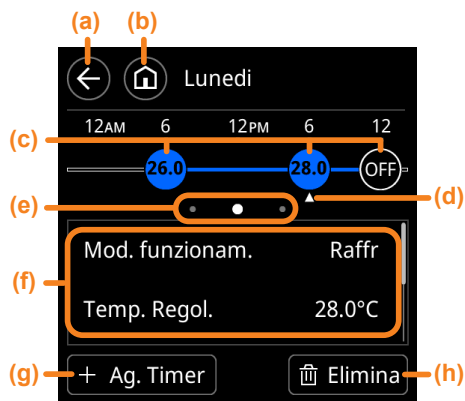 (a) (b)
Lunedi
12AM 6 12PM 6 12
(c)
26.0 28.0 OFF
(e) (d)
Mod. funzionam. Raffr
(f)
Temp. Regol. 28.0°C
(g) + Ag. Timer Elimina (h)